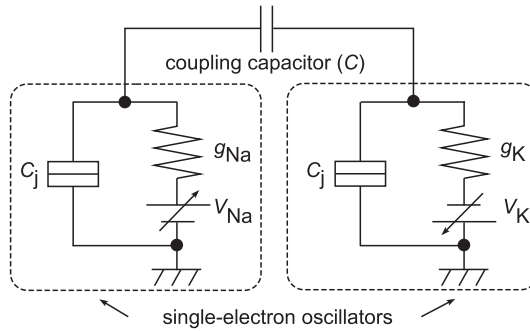 coupling capacitor (C)
gNa
Cj
VNa
gK
Cj
VK
single-electron oscillators